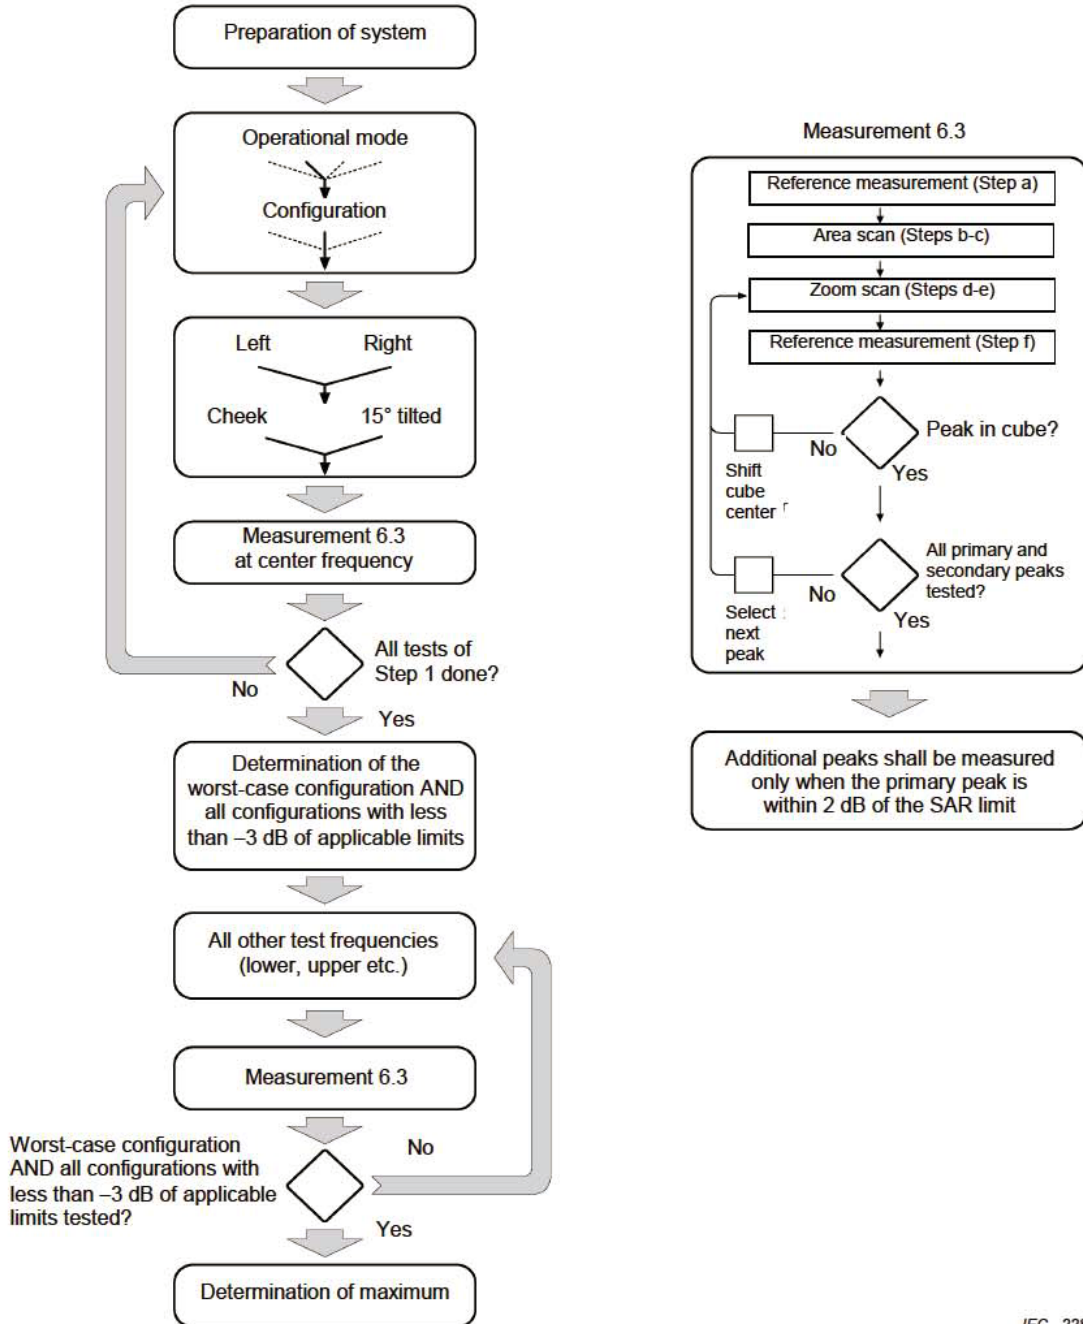 Preparation of system
Operational mode
Configuration
Left Right
Cheek 15° tilted
Measurement 6.3
at center frequency
All tests of
Step 1 done?
No
Yes
Determination of the
worst-case configuration AND
all configurations with less
than –3 dB of applicable limits
All other test frequencies
(lower, upper etc.)
Measurement 6.3
Worst-case configuration
AND all configurations with
less than –3 dB of applicable
limits tested?
No
Yes
Determination of maximum
Measurement 6.3
Reference measurement (Step a)
Area scan (Steps b-c)
Zoom scan (Steps d-e)
Reference measurement (Step f)
Peak in cube?
No
Yes
Shift
cube
center
All primary and
secondary peaks
tested?
No
Yes
Select
next
peak
Additional peaks shall be measured
only when the primary peak is
within 2 dB of the SAR limit
IEC